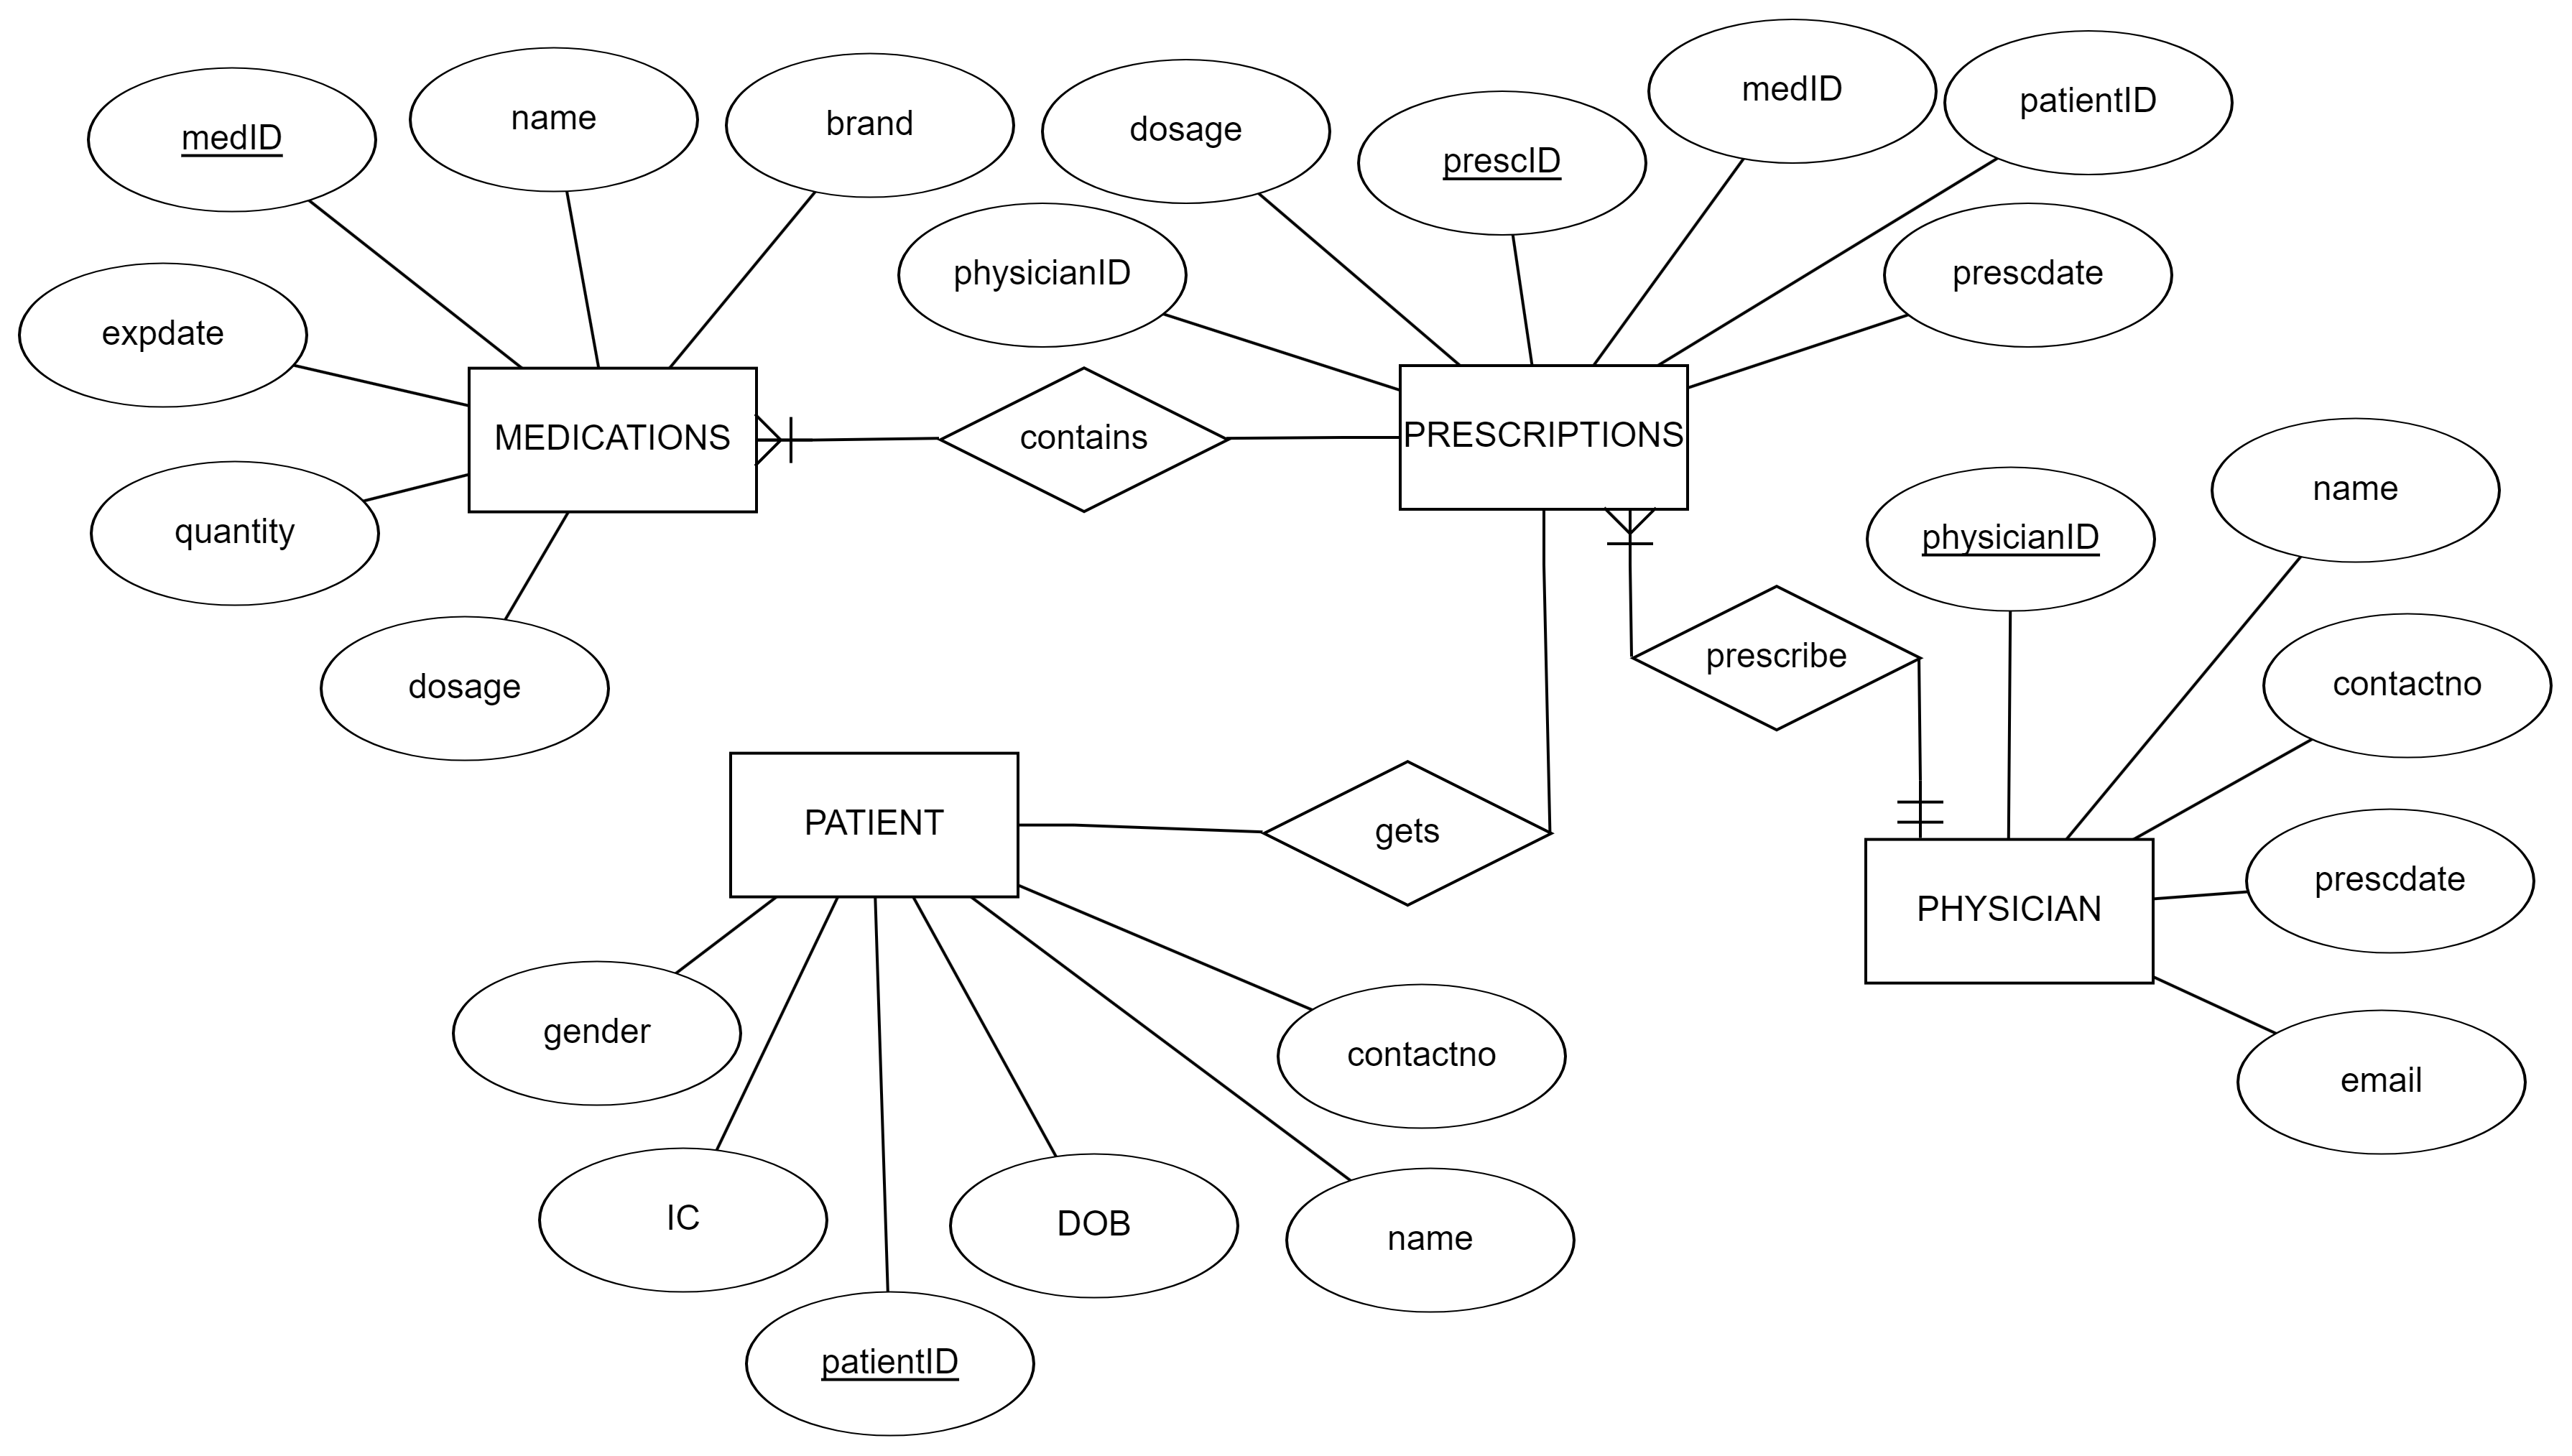 medID
name
brand
dosage
prescID
medID
patientID
physicianID
prescdate
expdate
MEDICATIONS
contains
PRESCRIPTIONS
quantity
physicianID
name
dosage
prescribe
contactno
PATIENT
gets
PHYSICIAN
prescdate
gender
contactno
email
IC
DOB
name
patientID